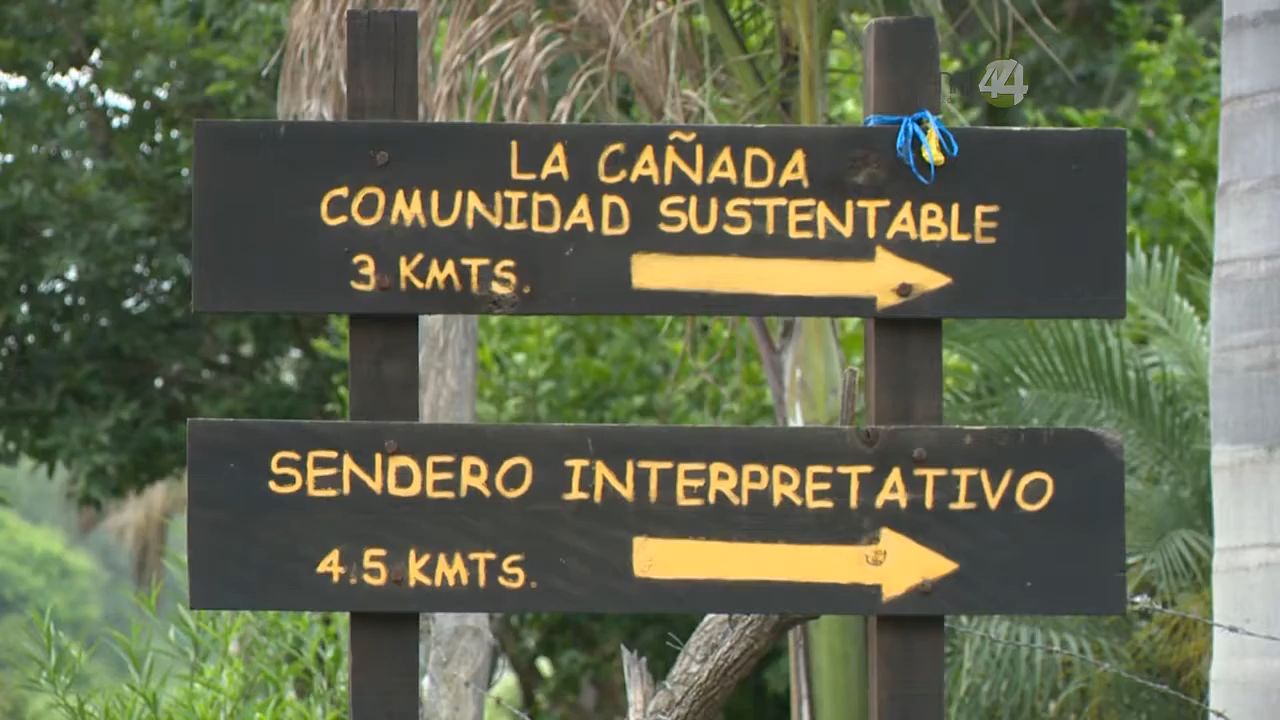 44
LA CAÑADA
COMUNIDAD SUSTENTABLE
3 KMTS.
SENDERO INTERPRETATIVO
4.5 KMTS.